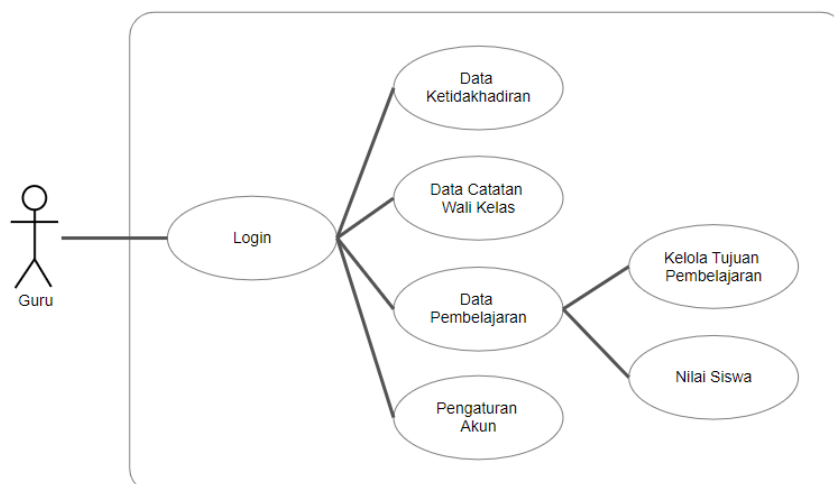 Data
Ketidakhadiran
Data Catatan
Wali Kelas
Login
Kelola Tujuan
Pembelajaran
Guru
Data
Pembelajaran
Nilai Siswa
Pengaturan
Akun